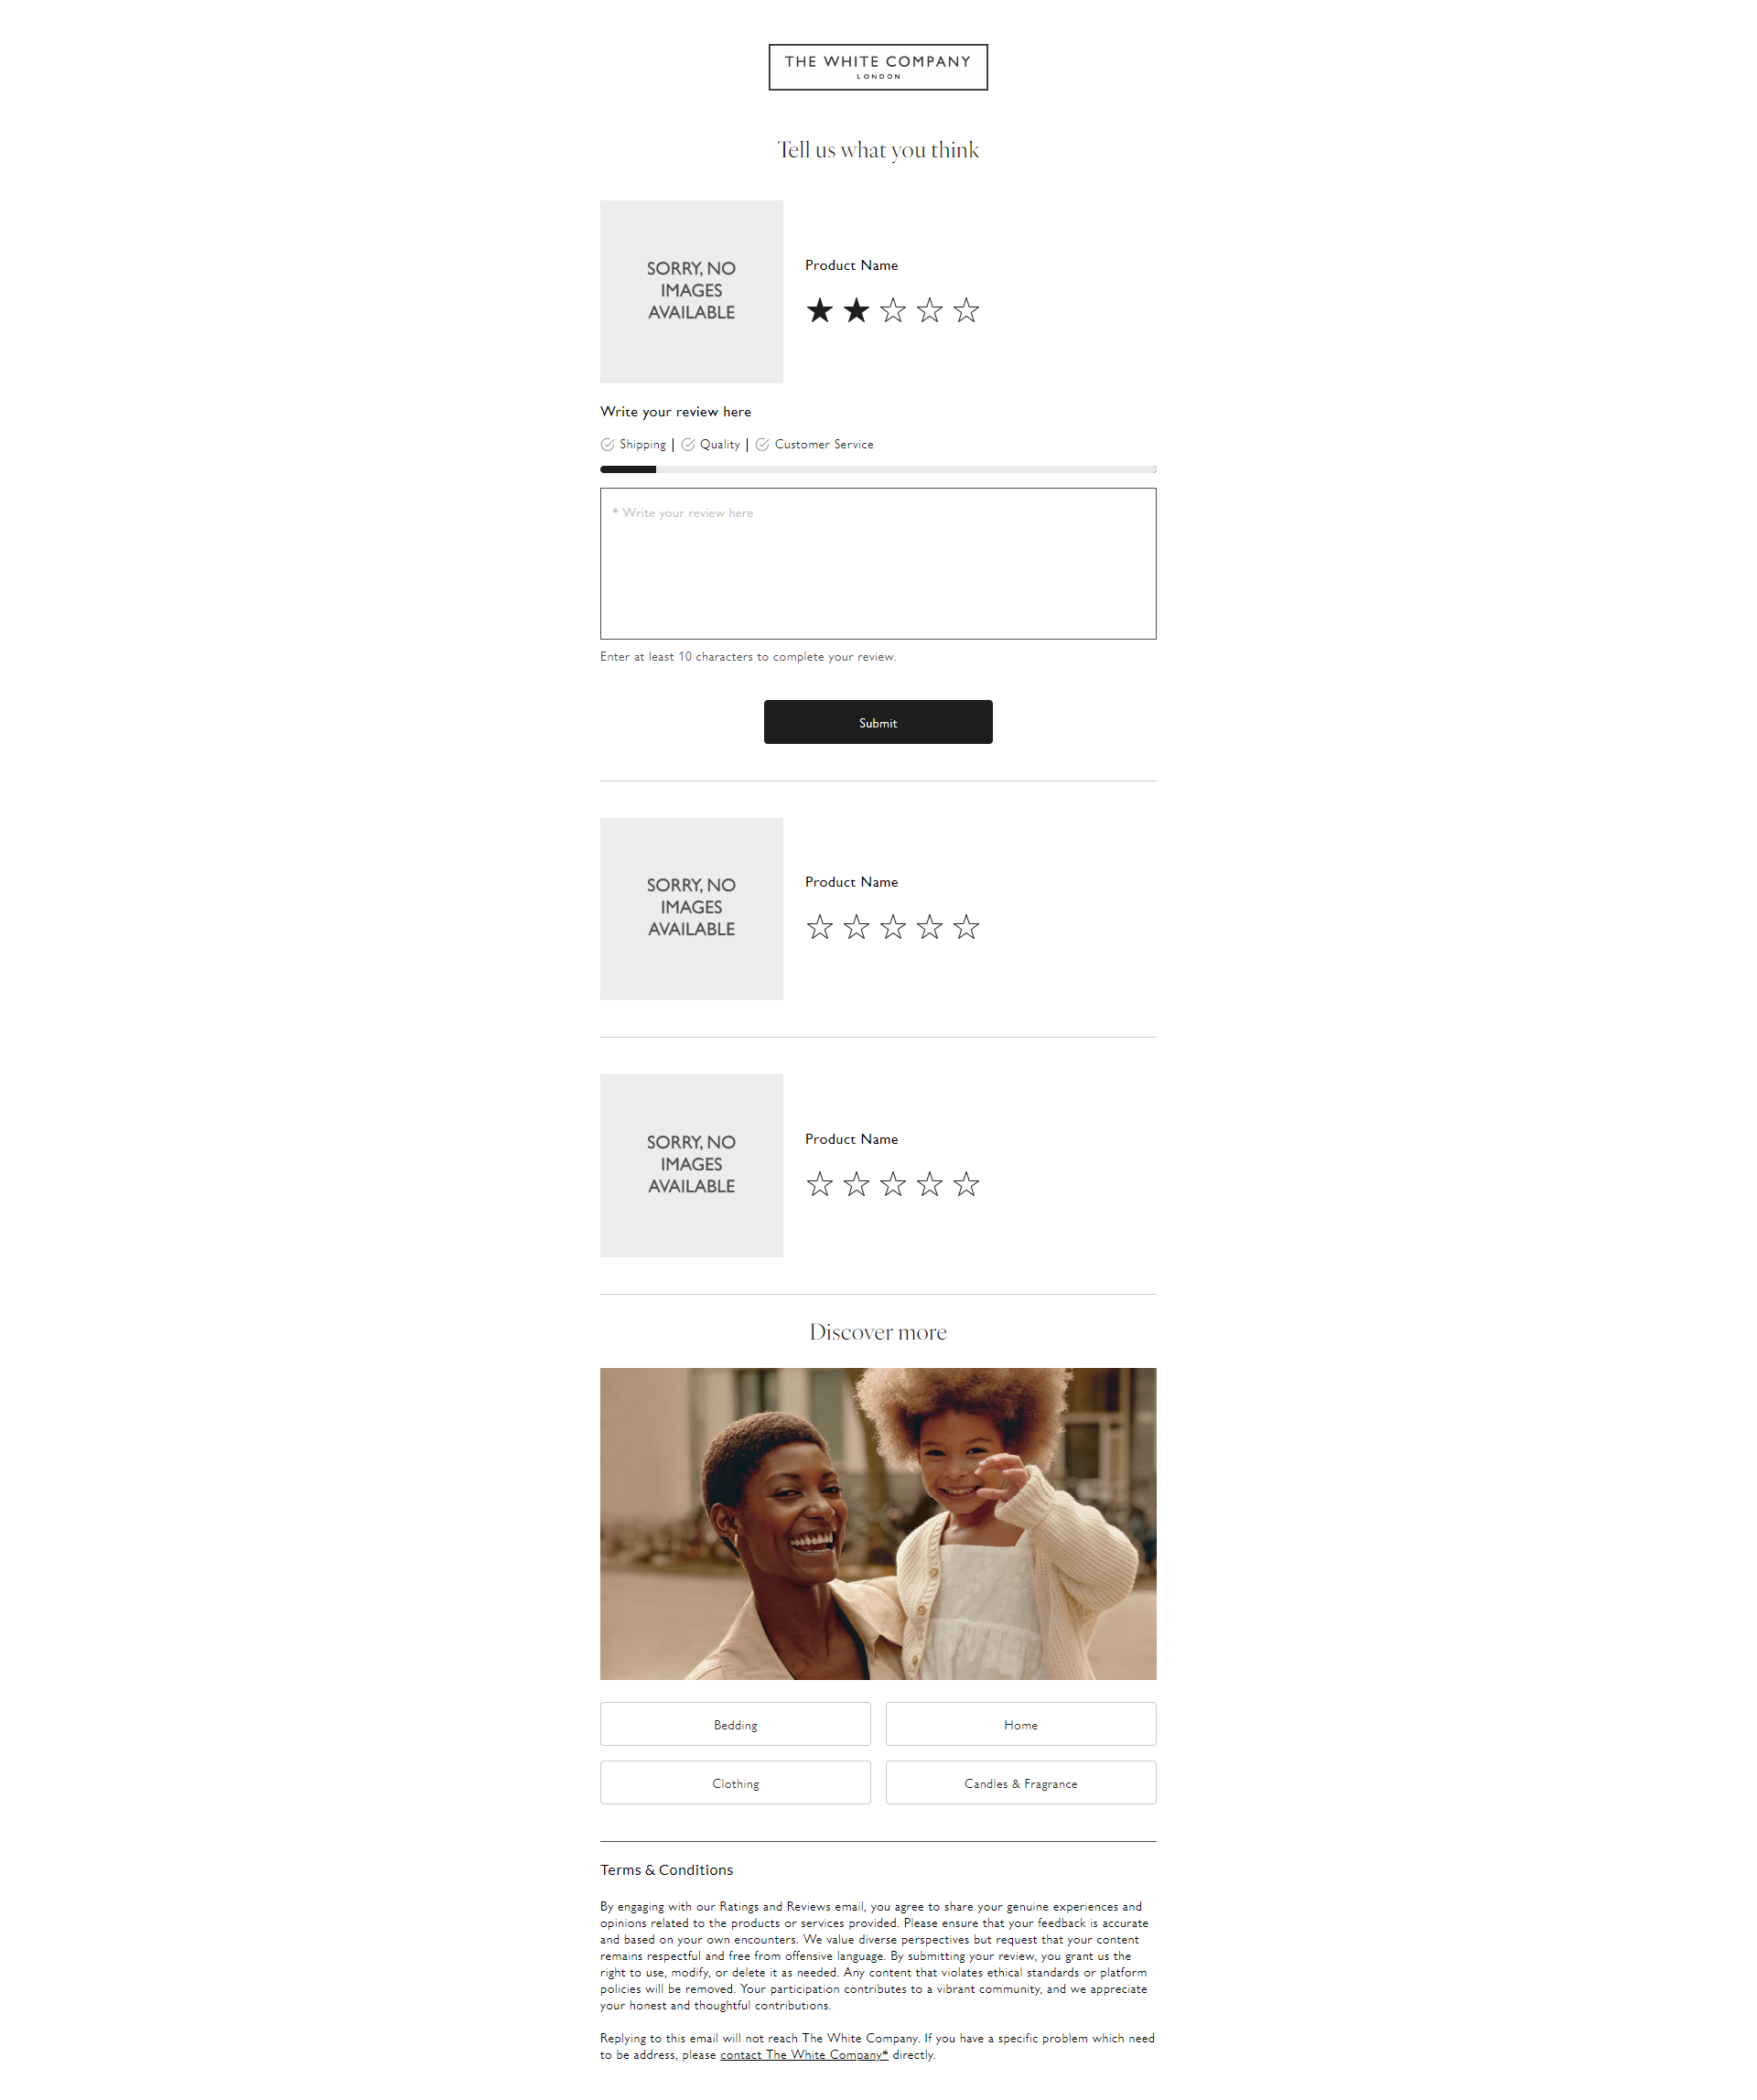 THE WHITE COMPANY
LONDON
Tell us what you think
SORRY, NO
IMAGES
AVAILABLE
Product Name
Write your review here
Shipping | Quality | Customer Service
* Write your review here
Enter at least 10 characters to complete your review.
Submit
SORRY, NO
IMAGES
AVAILABLE
Product Name
SORRY, NO
IMAGES
AVAILABLE
Product Name
Discover more
Bedding
Home
Clothing
Candles & Fragrance
Terms & Conditions
By engaging with our Ratings and Reviews email, you agree to share your genuine experiences and
opinions related to the products or services provided. Please ensure that your feedback is accurate
and based on your own encounters. We value diverse perspectives but request that your content
remains respectful and free from offensive language. By submitting your review, you grant us the
right to use, modify, or delete it as needed. Any content that violates ethical standards or platform
policies will be removed. Your participation contributes to a vibrant community, and we appreciate
your honest and thoughtful contributions.
Replying to this email will not reach The White Company. If you have a specific problem which need
to be address, please contact The White Company* directly.